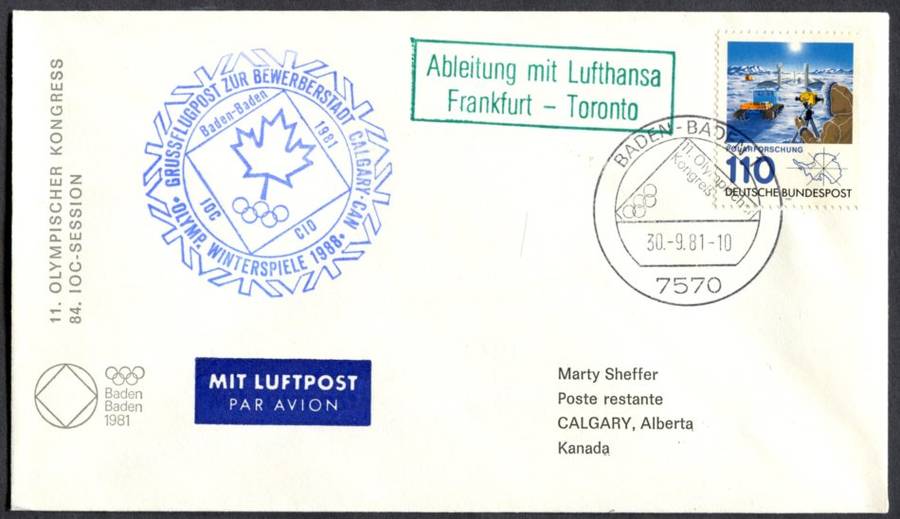 11. OLYMPISCHER KONGRESS
84. IOC-SESSION
GRUSSFLUGPOST ZUR BEWERBERSTADT CALGARY-CAN
• OLYMP. WINTERSPIELE 1988 •
Baden-Baden
1981
IOC
CIO
Ableitung mit Lufthansa
Frankfurt – Toronto
POLARFORSCHUNG
110
DEUTSCHE BUNDESPOST
BADEN-BADEN
11. Olympischer
Kongreß
30.-9.81-10
7570
Baden
Baden
1981
MIT LUFTPOST
PAR AVION
Marty Sheffer
Poste restante
CALGARY, Alberta
Kanada